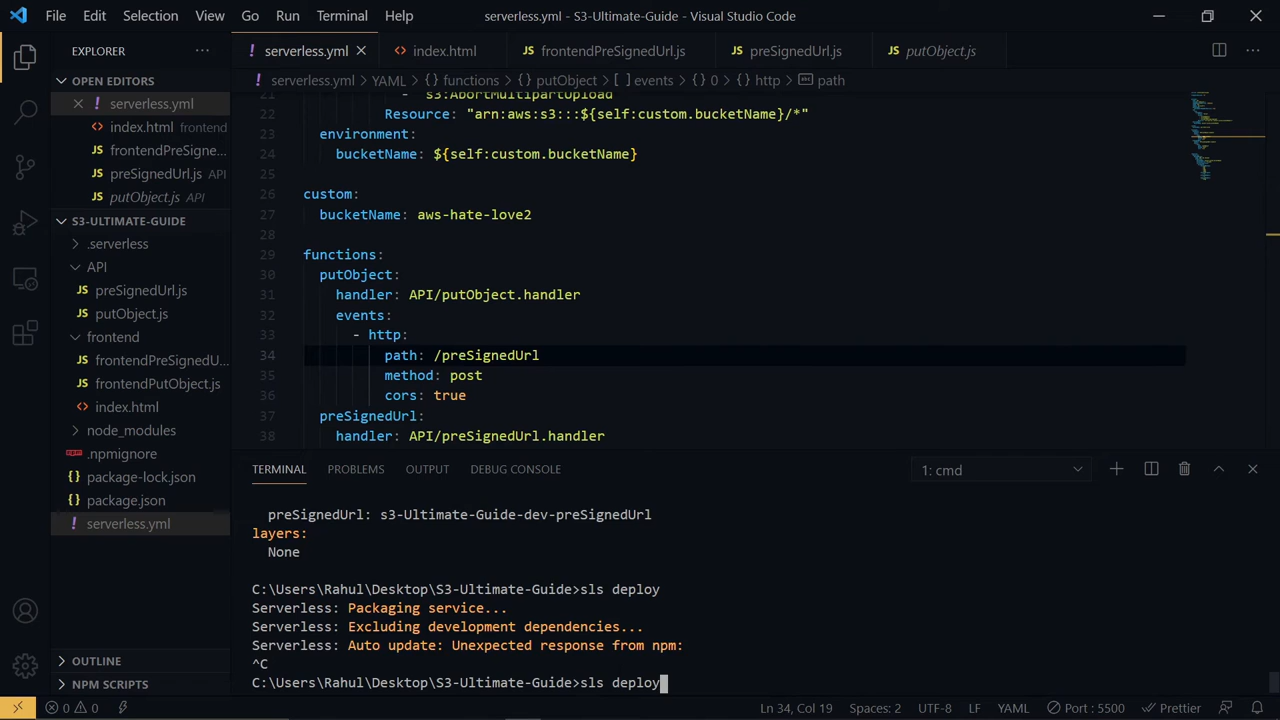 File Edit Selection View Go Run Terminal Help serverless.yml - S3-Ultimate-Guide - Visual Studio Code
EXPLORER
OPEN EDITORS
serverless.yml
index.html frontend
frontendPreSigne...
preSignedUrl.js API
putObject.js API
S3-ULTIMATE-GUIDE
.serverless
API
preSignedUrl.js
putObject.js
frontend
frontendPreSignedU...
frontendPutObject.js
index.html
node_modules
.npmignore
package-lock.json
package.json
serverless.yml
OUTLINE
NPM SCRIPTS
serverless.yml index.html frontendPreSignedUrl.js preSignedUrl.js putObject.js
serverless.yml YAML {} functions {} putObject [ ] events {} 0 {} http path
21 - s3:AbortMultipartUpload
22 Resource: "arn:aws:s3:::${self:custom.bucketName}/*"
23 environment:
24 bucketName: ${self:custom.bucketName}
25
26 custom:
27 bucketName: aws-hate-love2
28
29 functions:
30 putObject:
31 handler: API/putObject.handler
32 events:
33 - http:
34 path: /preSignedUrl
35 method: post
36 cors: true
37 preSignedUrl:
38 handler: API/preSignedUrl.handler
TERMINAL PROBLEMS OUTPUT DEBUG CONSOLE 1: cmd
preSignedUrl: s3-Ultimate-Guide-dev-preSignedUrl
layers:
None
C:\Users\Rahul\Desktop\S3-Ultimate-Guide>sls deploy
Serverless: Packaging service...
Serverless: Excluding development dependencies...
Serverless: Auto update: Unexpected response from npm:
^C
C:\Users\Rahul\Desktop\S3-Ultimate-Guide>sls deploy
0 0 Ln 34, Col 19 Spaces: 2 UTF-8 LF YAML Port : 5500 Prettier